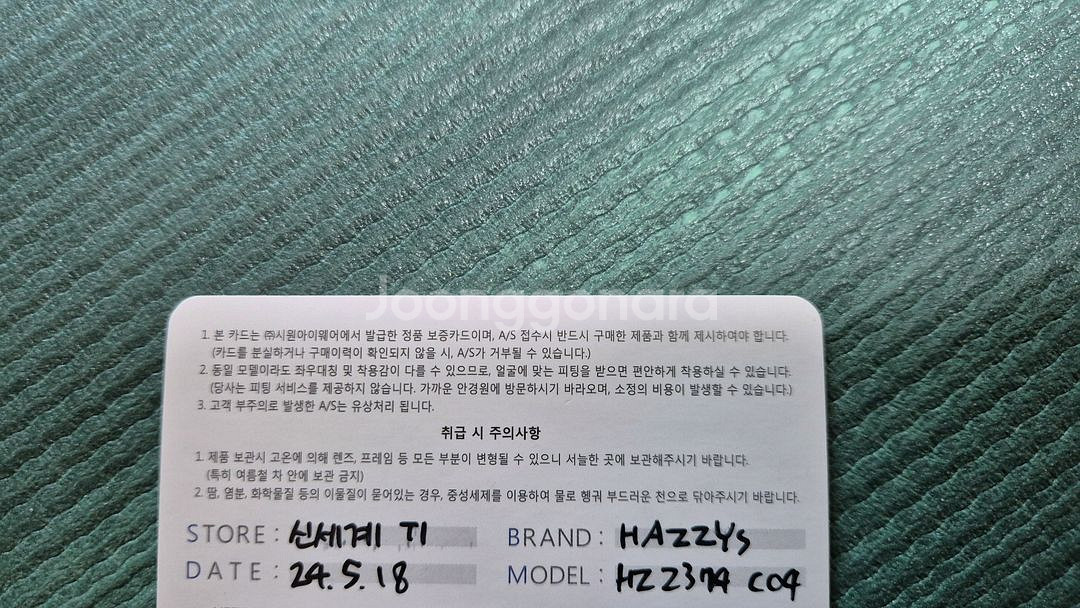 Joonggonara
1. 본 카드는 ㈜시원아이웨어에서 발급한 정품 보증카드이며, A/S 접수시 반드시 구매한 제품과 함께 제시하여야 합니다.
(카드를 분실하거나 구매이력이 확인되지 않을 시, A/S가 거부될 수 있습니다.)
2. 동일 모델이라도 좌우대칭 및 착용감이 다를 수 있으므로, 얼굴에 맞는 피팅을 받으면 편안하게 착용하실 수 있습니다.
(당사는 피팅 서비스를 제공하지 않습니다. 가까운 안경원에 방문하시기 바라오며, 소정의 비용이 발생할 수 있습니다.)
3. 고객 부주의로 발생한 A/S는 유상처리 됩니다.
취급 시 주의사항
1. 제품 보관시 고온에 의해 렌즈, 프레임 등 모든 부분이 변형될 수 있으니 서늘한 곳에 보관해주시기 바랍니다.
(특히 여름철 차 안에 보관 금지)
2. 땀, 염분, 화학물질 등의 이물질이 묻어있는 경우, 중성세제를 이용하여 물로 헹궈 부드러운 천으로 닦아주시기 바랍니다.
STORE : 신세계 T1 BRAND : HAZZYS
DATE : 24.5.18 MODEL : HZ2374 C04